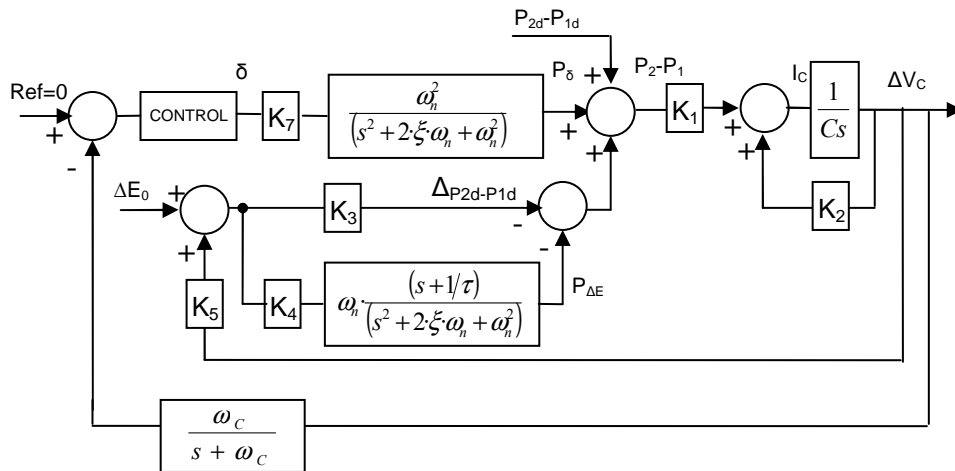 P2d-P1d
Ref=0
δ
Pδ
P2-P1
IC
ΔVC
+
-
CONTROL
K7
ωn²
(s² + 2·ξ·ωn + ωn²)
+
+
+
K1
+
+
1
Cs
K2
ΔE0
+
+
K3
ΔP2d-P1d
-
-
K5
K4
ωn· (s + 1/τ)
(s² + 2·ξ·ωn + ωn²)
PΔE
ωC
s + ωC